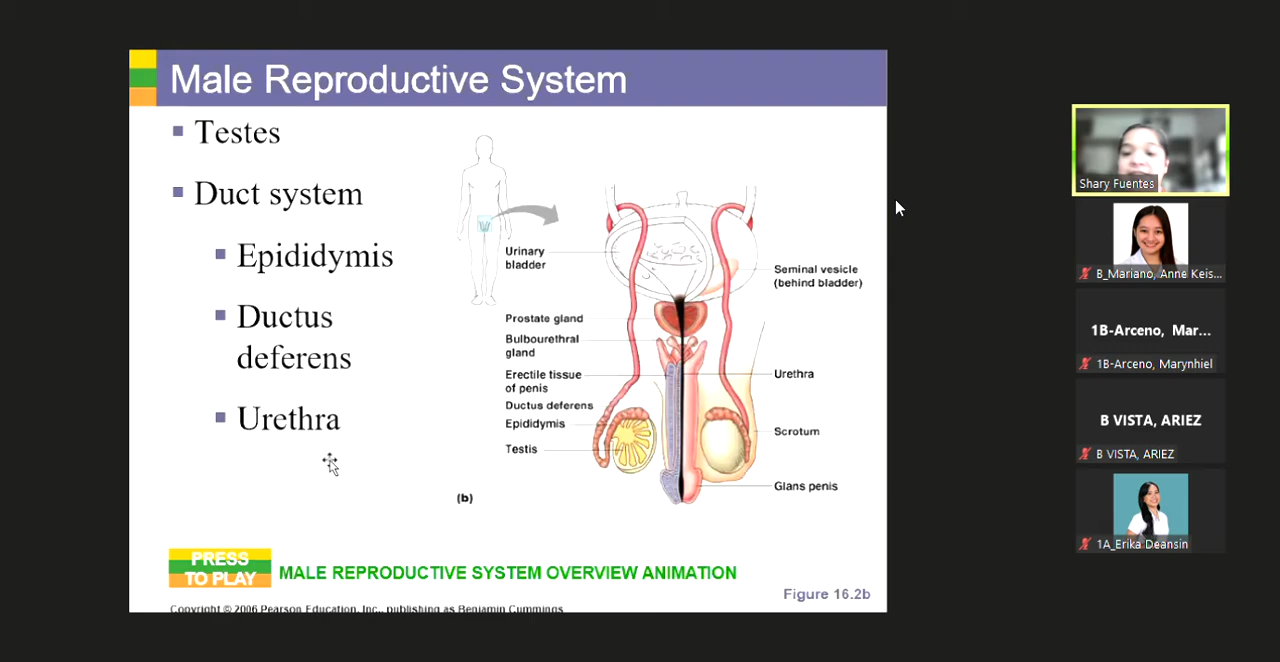 Male Reproductive System
Testes
Duct system
Epididymis
Ductus
deferens
Urethra
Urinary
bladder
Prostate gland
Bulbourethral
gland
Erectile tissue
of penis
Ductus deferens
Epididymis
Testis
Seminal vesicle
(behind bladder)
Urethra
Scrotum
Glans penis
(b)
PRESS
TO PLAY
MALE REPRODUCTIVE SYSTEM OVERVIEW ANIMATION
Figure 16.2b
Copyright © 2006 Pearson Education, Inc., publishing as Benjamin Cummings
Shary Fuentes
B_Mariano, Anne Keis...
1B-Arceno, Mar...
1B-Arceno, Marynhiel
B VISTA, ARIEZ
B VISTA, ARIEZ
1A_Erika Deansin